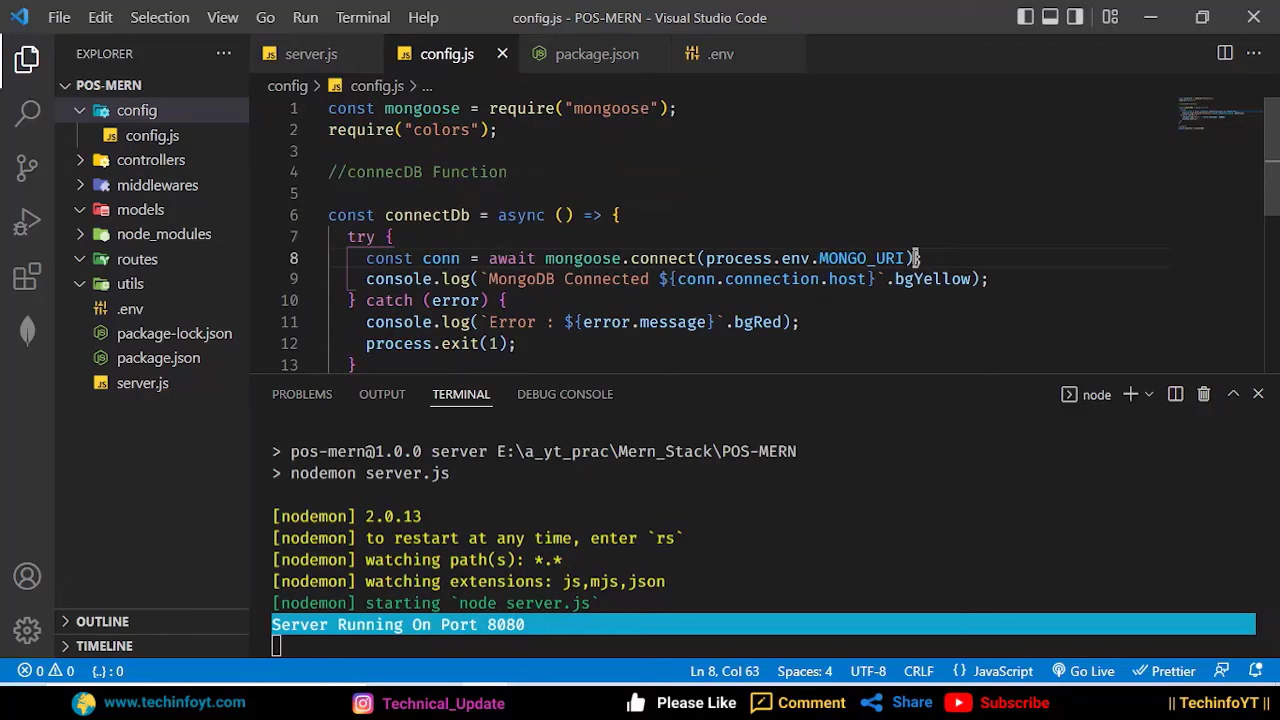 File Edit Selection View Go Run Terminal Help config.js - POS-MERN - Visual Studio Code
EXPLORER
server.js
config.js
package.json
.env
POS-MERN
config
config.js
controllers
middlewares
models
node_modules
routes
utils
.env
package-lock.json
package.json
server.js
OUTLINE
TIMELINE
config > config.js > ...
1 const mongoose = require("mongoose");
2 require("colors");
3
4 //connecDB Function
5
6 const connectDb = async () => {
7 try {
8 const conn = await mongoose.connect(process.env.MONGO_URI);
9 console.log(`MongoDB Connected ${conn.connection.host}`.bgYellow);
10 } catch (error) {
11 console.log(`Error : ${error.message}`.bgRed);
12 process.exit(1);
13 }
PROBLEMS OUTPUT TERMINAL DEBUG CONSOLE node
> pos-mern@1.0.0 server E:\a_yt_prac\Mern_Stack\POS-MERN
> nodemon server.js
[nodemon] 2.0.13
[nodemon] to restart at any time, enter `rs`
[nodemon] watching path(s): *.*
[nodemon] watching extensions: js,mjs,json
[nodemon] starting `node server.js`
Server Running On Port 8080
0 0 {..} : 0 Ln 8, Col 63 Spaces: 4 UTF-8 CRLF {} JavaScript Go Live Prettier
www.techinfoyt.com Technical_Update Please Like Comment Share Subscribe || TechinfoYT ||